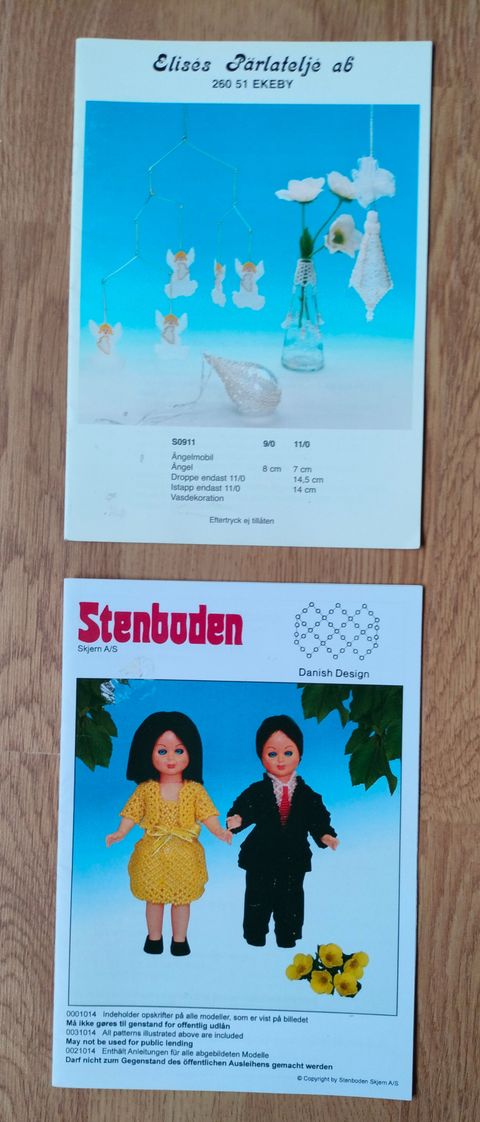 Elisés Pärlateljé ab
260 51 EKEBY
S0911 9/0 11/0
Ängelmobil
Ängel 8 cm 7 cm
Droppe endast 11/0 14,5 cm
Istapp endast 11/0 14 cm
Vasdekoration
Eftertryck ej tillåten
Stenboden
Skjern A/S
Danish Design
0001014 Indeholder opskrifter på alle modeller, som er vist på billedet
Må ikke gøres til genstand for offentlig udlån
0031014 All patterns illustrated above are included
May not be used for public lending
0021014 Enthält Anleitungen für alle abgebildeten Modelle
Darf nicht zum Gegenstand des öffentlichen Ausleihens gemacht werden
© Copyright by Stenboden Skjern A/S